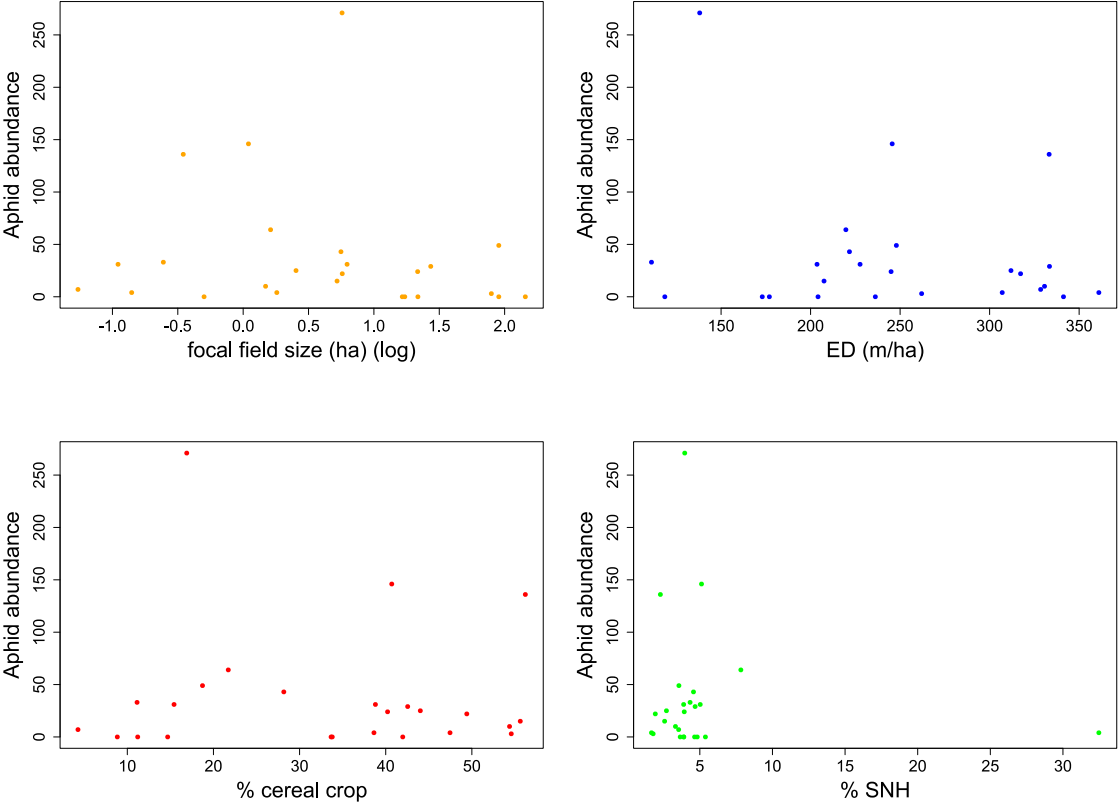 Aphid abundance
0 50 100 150 200 250
-1.0 -0.5 0.0 0.5 1.0 1.5 2.0
focal field size (ha) (log)
Aphid abundance
0 50 100 150 200 250
150 200 250 300 350
ED (m/ha)
Aphid abundance
0 50 100 150 200 250
10 20 30 40 50
% cereal crop
Aphid abundance
0 50 100 150 200 250
5 10 15 20 25 30
% SNH